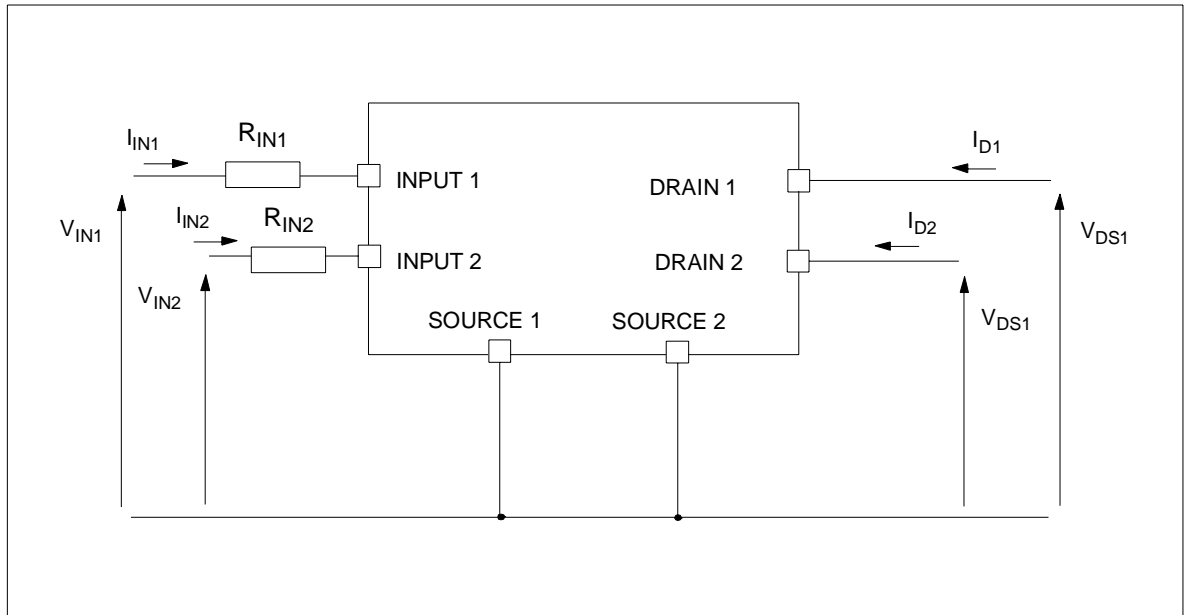 I_IN1
R_IN1
I_D1
INPUT 1
DRAIN 1
I_IN2
R_IN2
I_D2
V_IN1
V_DS1
INPUT 2
DRAIN 2
V_IN2
V_DS1
SOURCE 1
SOURCE 2